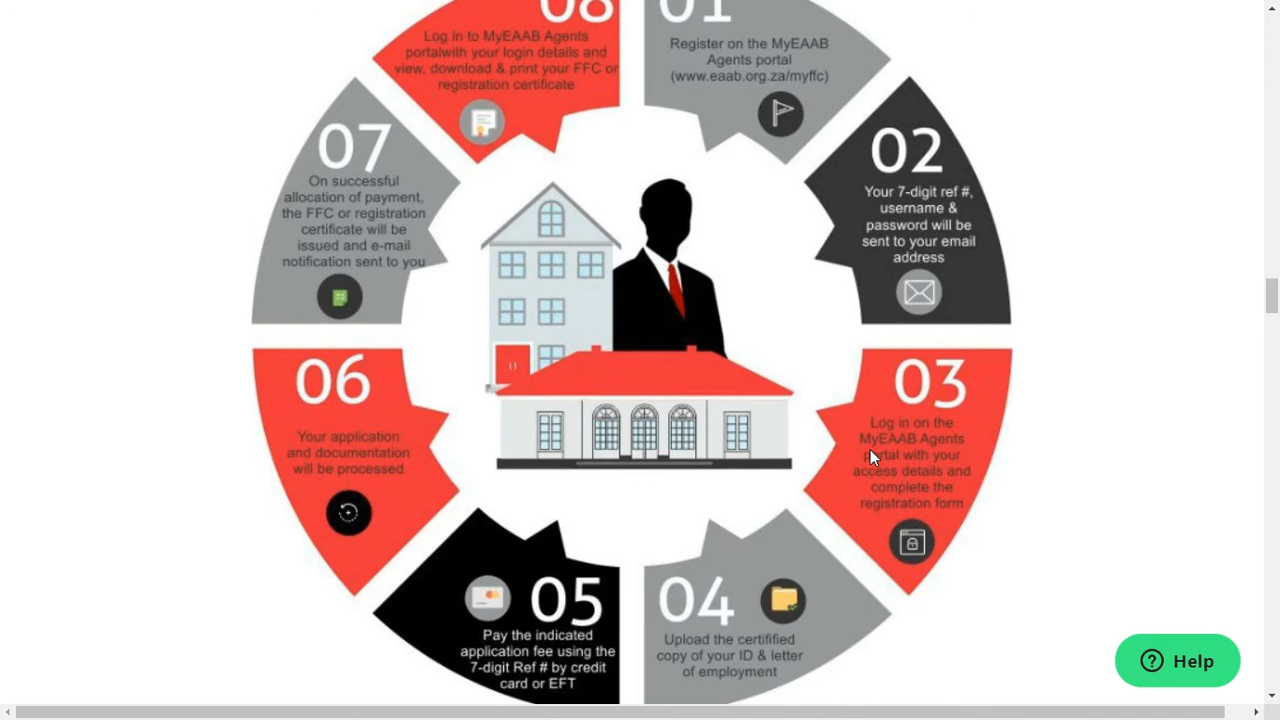 08
Log in to MyEAAB Agents
portalwith your login details and
view, download & print your FFC or
registration certificate
01
Register on the MyEAAB
Agents portal
(www.eaab.org.za/myffc)
02
Your 7-digit ref #,
username &
password will be
sent to your email
address
03
Log in on the
MyEAAB Agents
portal with your
access details and
complete the
registration form
04
Upload the certifified
copy of your ID & letter
of employment
05
Pay the indicated
application fee using the
7-digit Ref # by credit
card or EFT
06
Your application
and documentation
will be processed
07
On successful
allocation of payment,
the FFC or registration
certificate will be
issued and e-mail
notification sent to you
Help